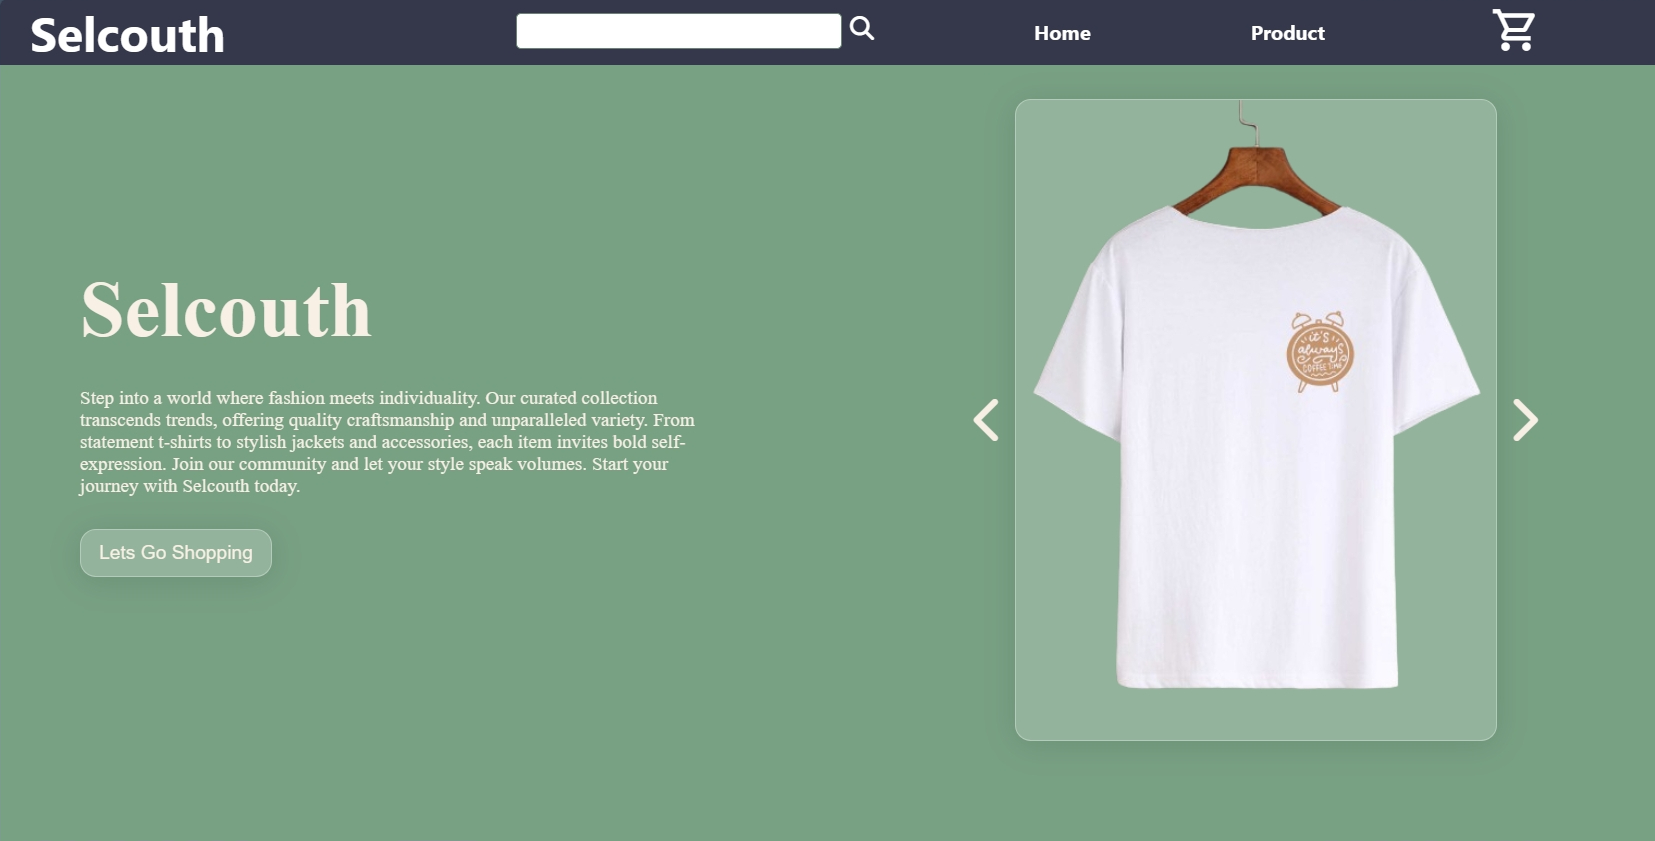 Selcouth
Home
Product
Selcouth
Step into a world where fashion meets individuality. Our curated collection
transcends trends, offering quality craftsmanship and unparalleled variety. From
statement t-shirts to stylish jackets and accessories, each item invites bold self-
expression. Join our community and let your style speak volumes. Start your
journey with Selcouth today.
Lets Go Shopping
it's
always
COFFEE TIME